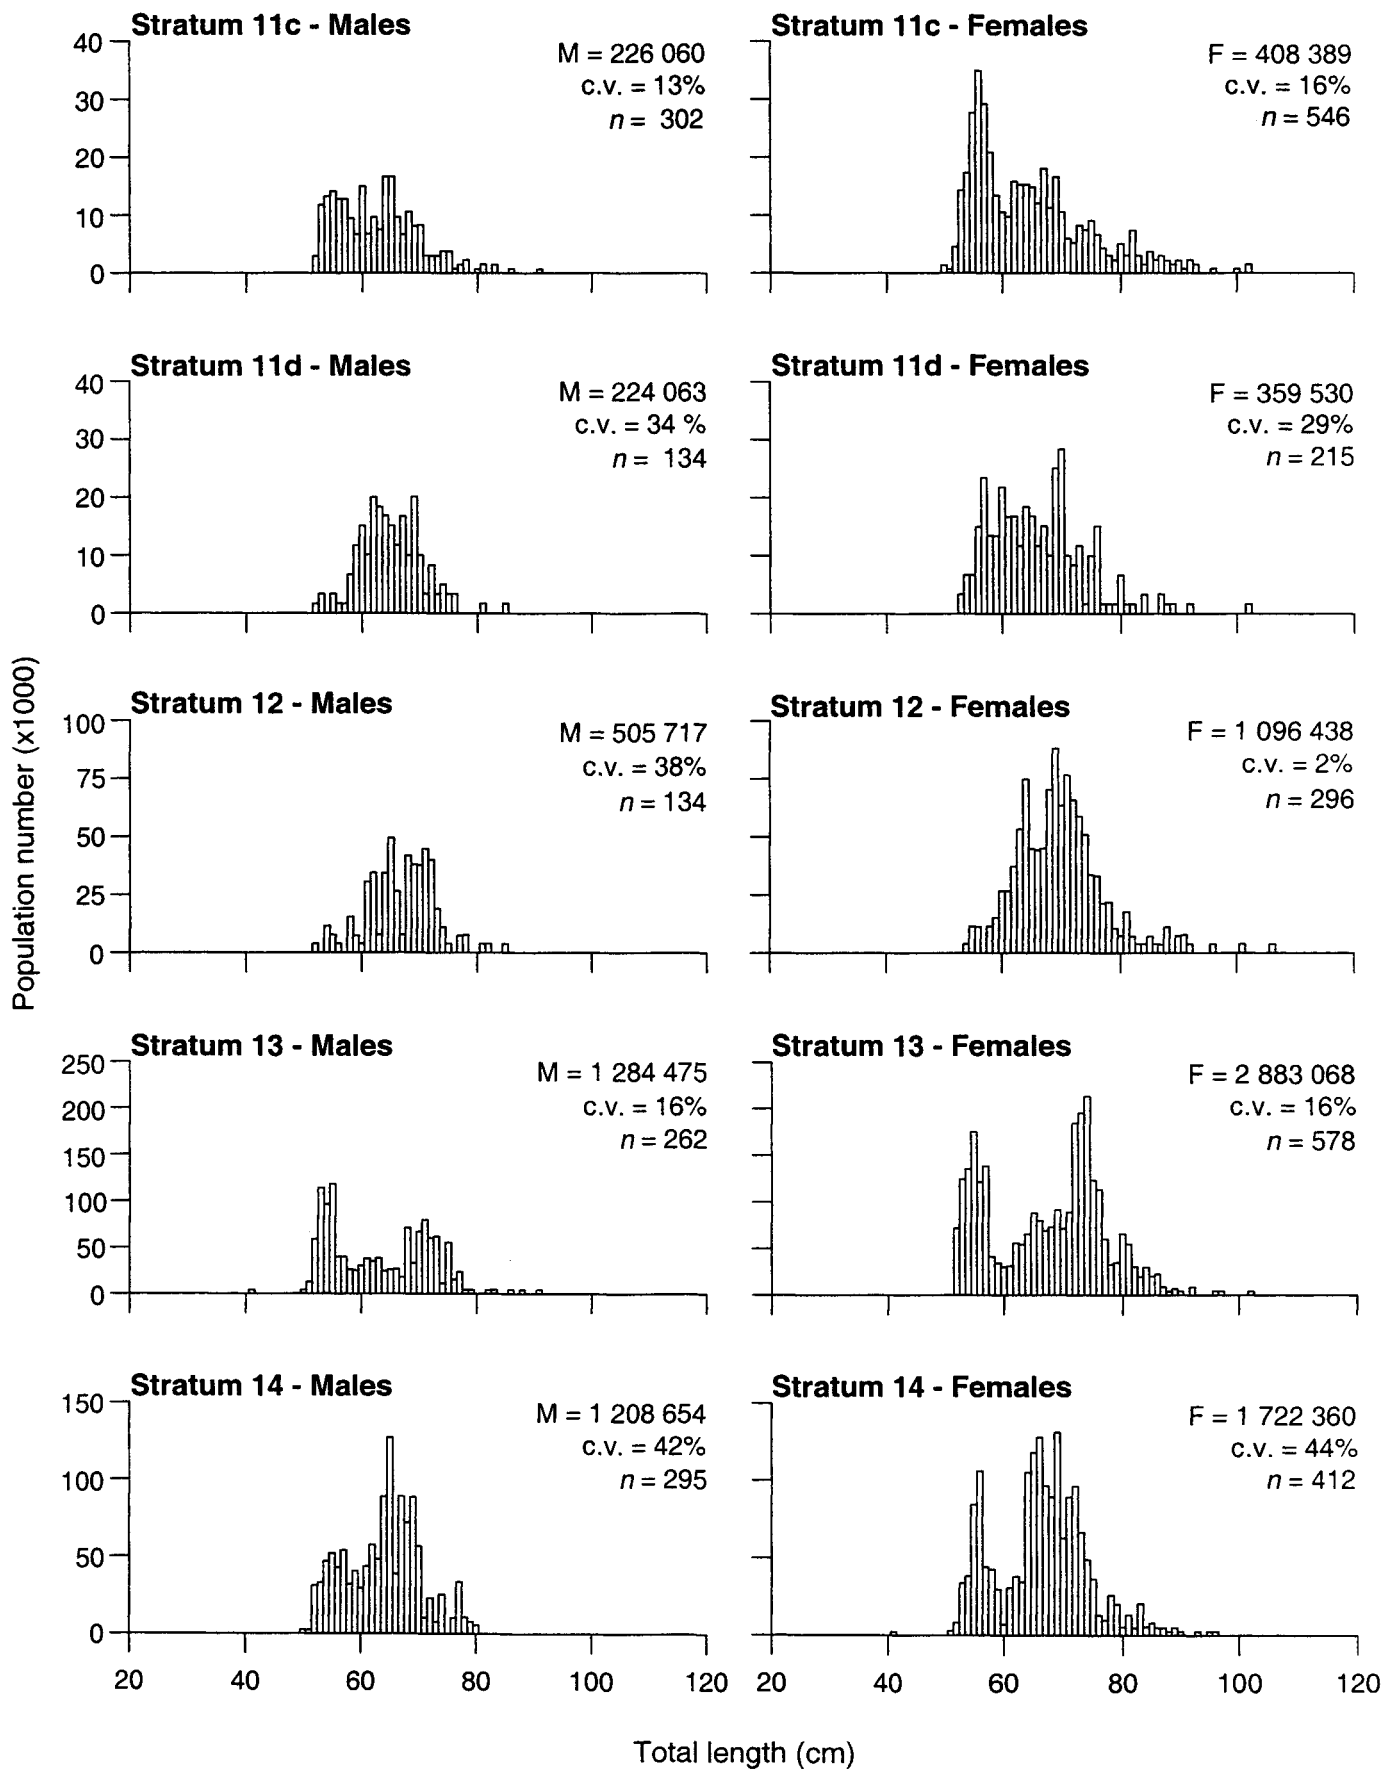 Stratum 11c - Males
M = 226 060
c.v. = 13%
n = 302
40
30
20
10
0
Stratum 11c - Females
F = 408 389
c.v. = 16%
n = 546
Stratum 11d - Males
M = 224 063
c.v. = 34 %
n = 134
40
30
20
10
0
Stratum 11d - Females
F = 359 530
c.v. = 29%
n = 215
Population number (x1000)
Stratum 12 - Males
M = 505 717
c.v. = 38%
n = 134
100
75
50
25
0
Stratum 12 - Females
F = 1 096 438
c.v. = 2%
n = 296
Stratum 13 - Males
M = 1 284 475
c.v. = 16%
n = 262
250
200
150
100
50
0
Stratum 13 - Females
F = 2 883 068
c.v. = 16%
n = 578
Stratum 14 - Males
M = 1 208 654
c.v. = 42%
n = 295
150
100
50
0
20 40 60 80 100 120
Stratum 14 - Females
F = 1 722 360
c.v. = 44%
n = 412
20 40 60 80 100 120
Total length (cm)